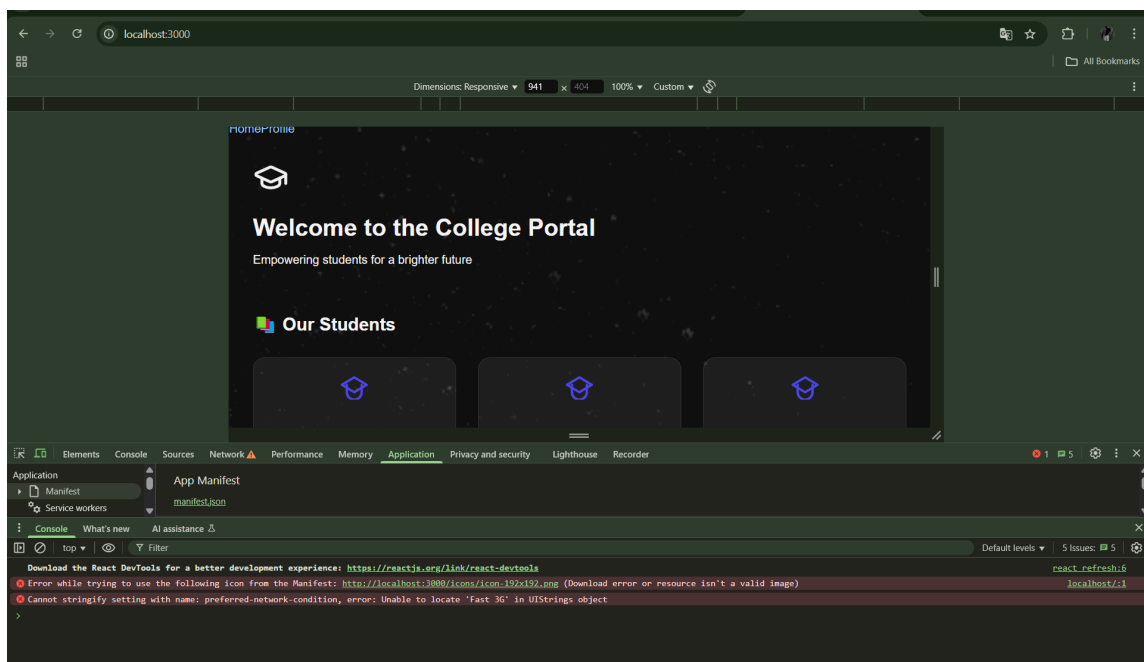 localhost:3000
All Bookmarks
Dimensions: Responsive 941 x 404 100% Custom
HomeProfile
Welcome to the College Portal
Empowering students for a brighter future
Our Students
Elements Console Sources Network Performance Memory Application Privacy and security Lighthouse Recorder 1 5
Application
Manifest
Service workers
App Manifest
manifest.json
Console What's new AI assistance
top Filter Default levels 5 Issues: 5
Download the React DevTools for a better development experience: https://reactjs.org/link/react-devtools react refresh:6
Error while trying to use the following icon from the Manifest: http://localhost:3000/icons/icon-192x192.png (Download error or resource isn't a valid image) localhost/:1
Cannot stringify setting with name: preferred-network-condition, error: Unable to locate 'Fast 3G' in UIStrings object